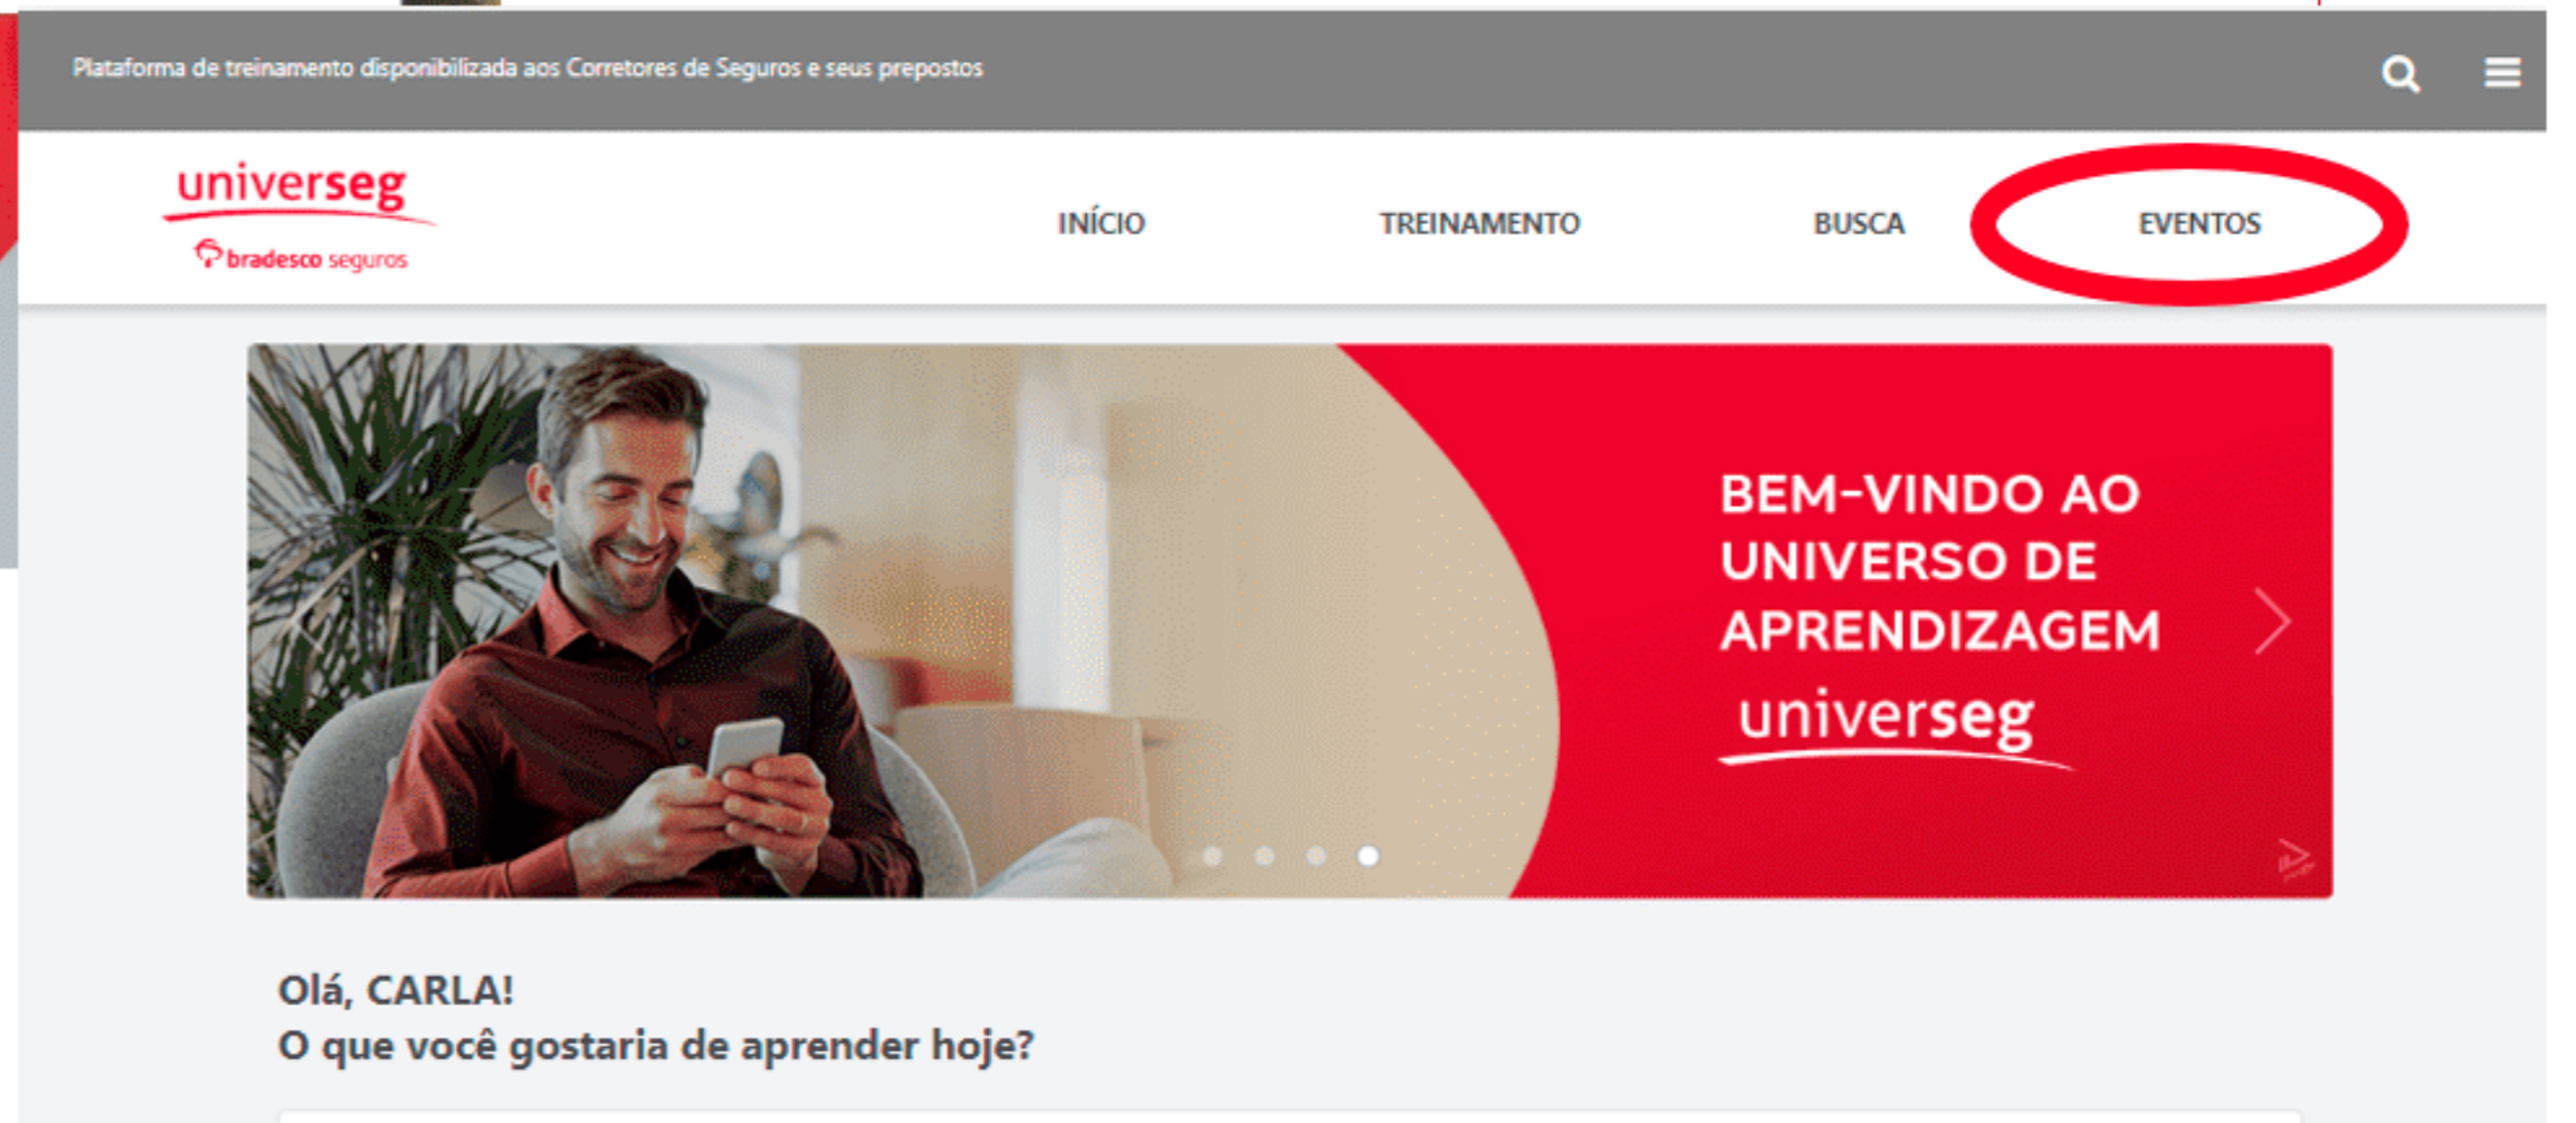 Plataforma de treinamento disponibilizada aos Corretores de Seguros e seus prepostos
universeg
bradesco seguros
INÍCIO TREINAMENTO BUSCA EVENTOS
BEM-VINDO AO
UNIVERSO DE
APRENDIZAGEM
universeg
Olá, CARLA!
O que você gostaria de aprender hoje?